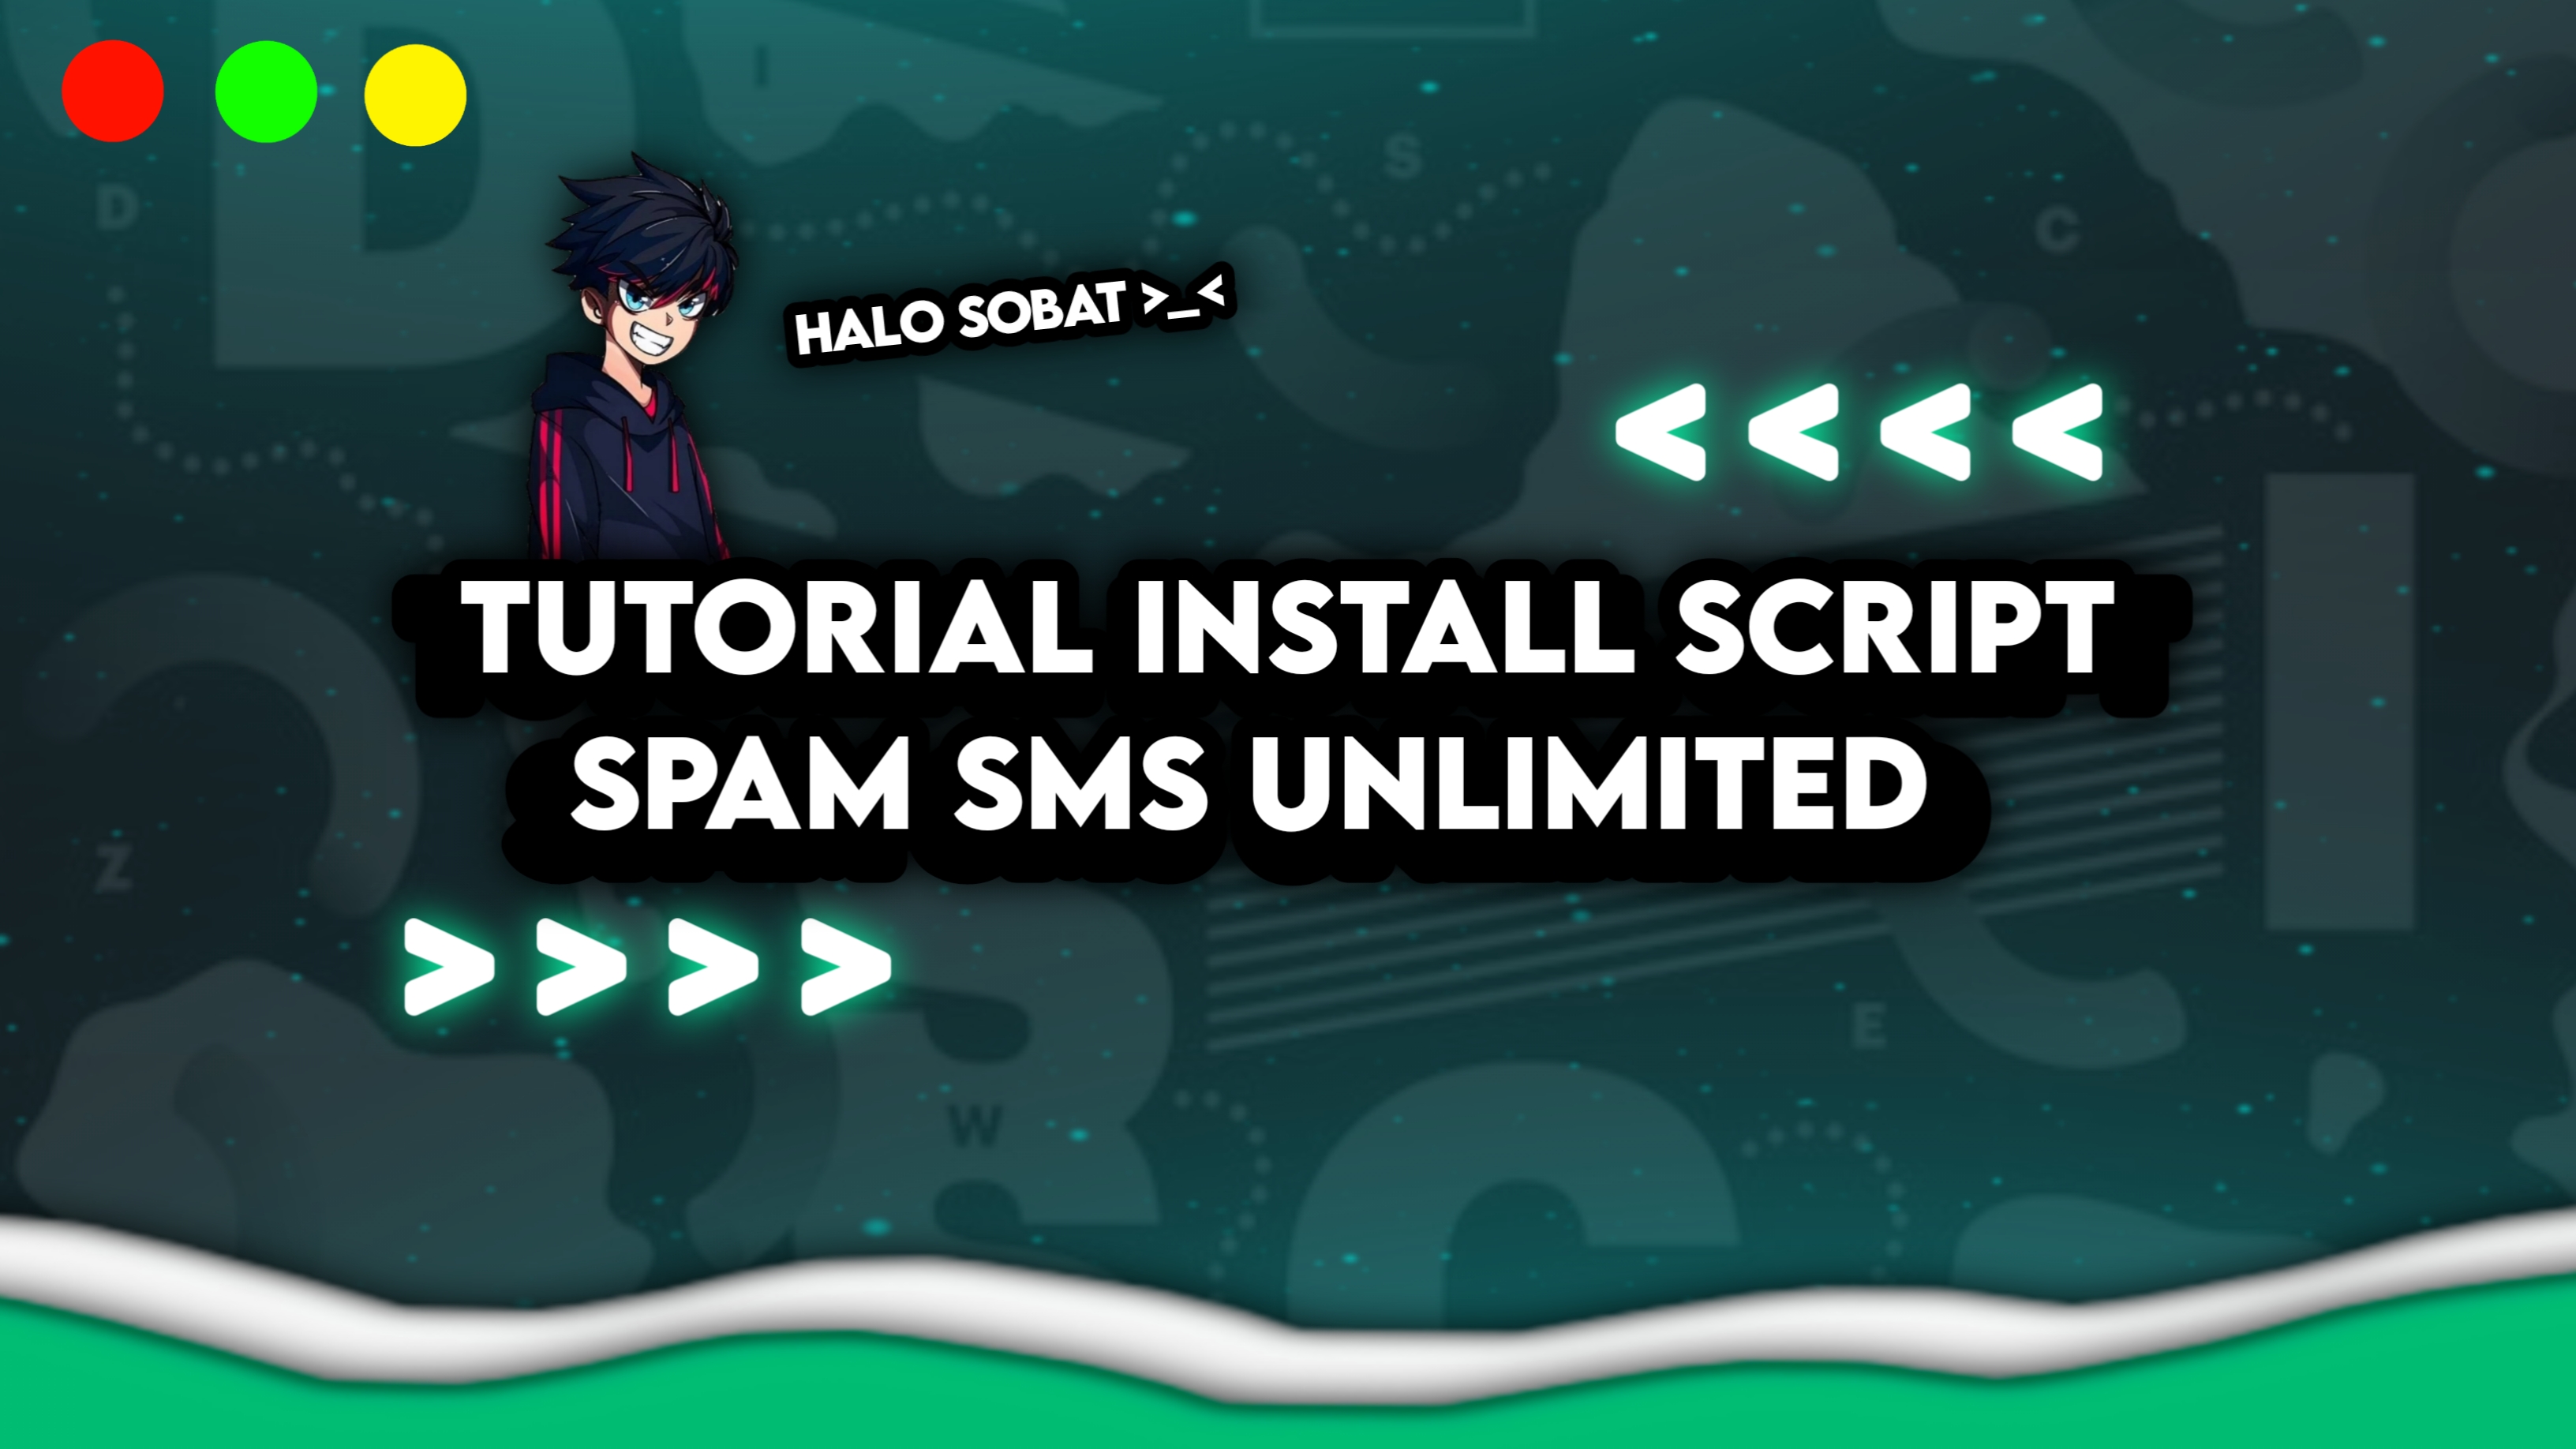 D
I
S
C
HALO SOBAT >_<
< < < <
TUTORIAL INSTALL SCRIPT
SPAM SMS UNLIMITED
Z
> > > >
E
W